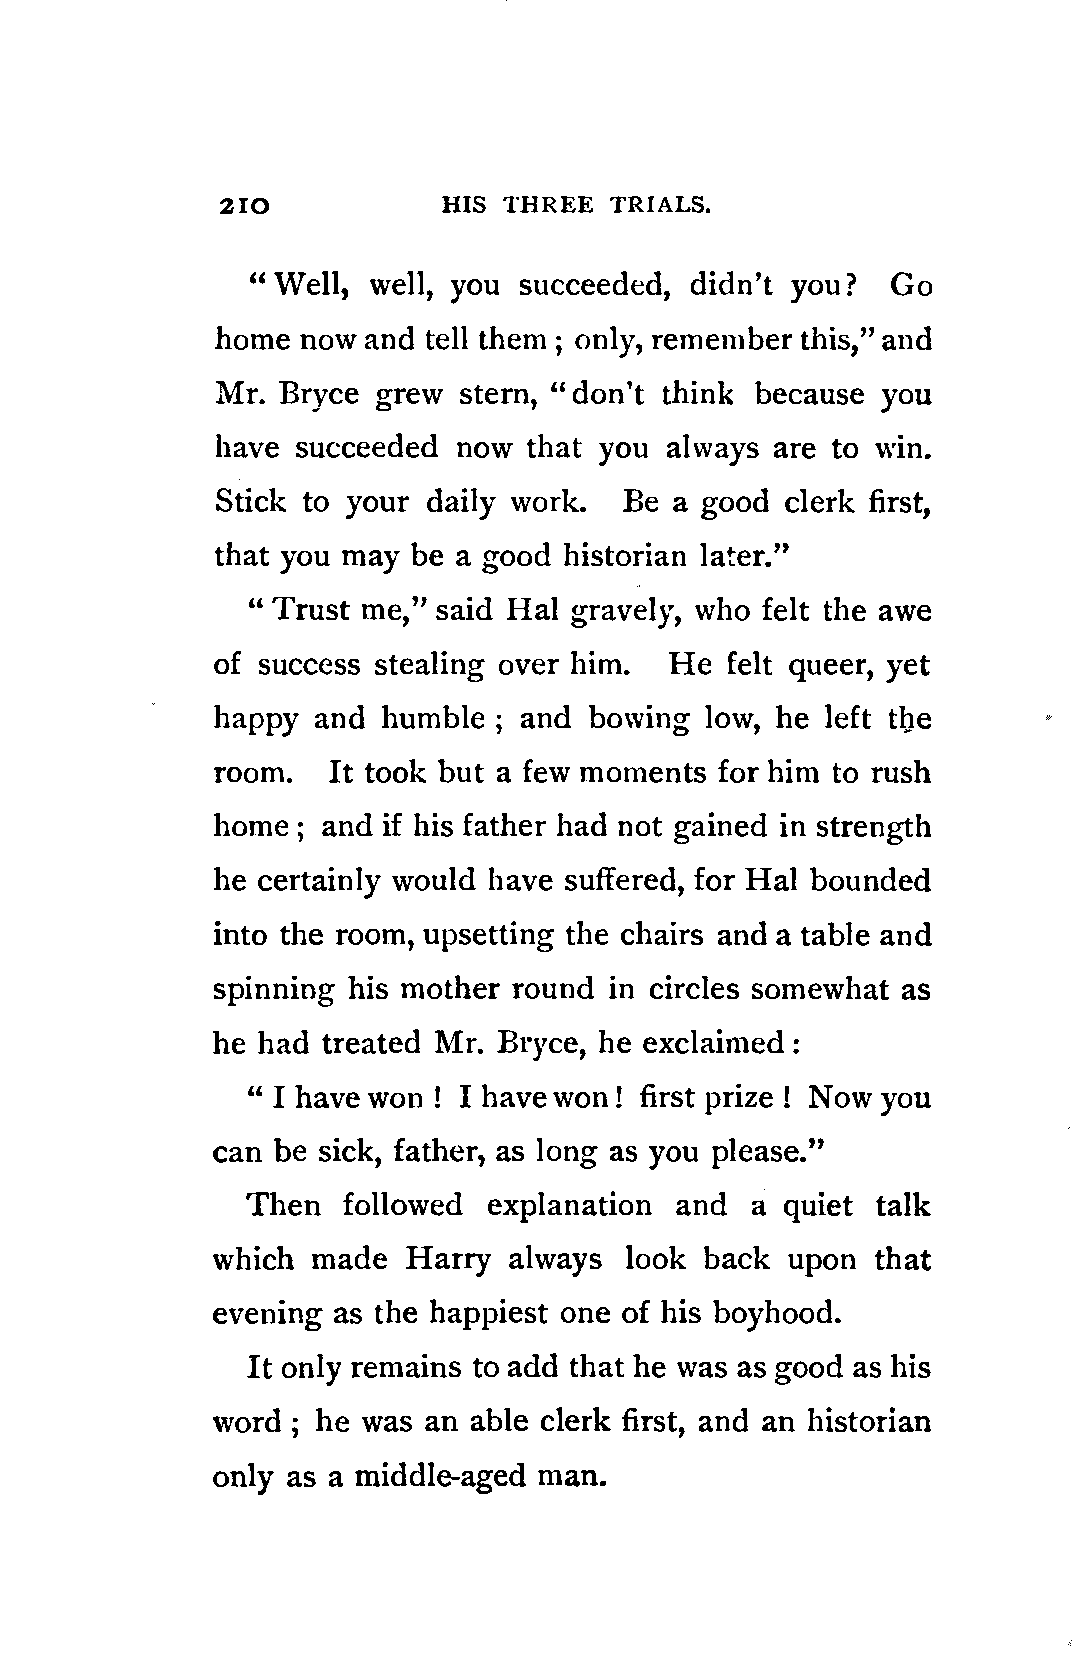 210 HIS THREE TRIALS.
“ Well, well, you succeeded, didn’t you? Go
home now and tell them ; only, remember this,” and
Mr. Bryce grew stern, “ don’t think because you
have succeeded now that you always are to win.
Stick to your daily work. Be a good clerk first,
that you may be a good historian later.”
“ Trust me,” said Hal gravely, who felt the awe
of success stealing over him. He felt queer, yet
happy and humble ; and bowing low, he left the
room. It took but a few moments for him to rush
home ; and if his father had not gained in strength
he certainly would have suffered, for Hal bounded
into the room, upsetting the chairs and a table and
spinning his mother round in circles somewhat as
he had treated Mr. Bryce, he exclaimed :
“ I have won ! I have won ! first prize ! Now you
can be sick, father, as long as you please.”
Then followed explanation and a quiet talk
which made Harry always look back upon that
evening as the happiest one of his boyhood.
It only remains to add that he was as good as his
word ; he was an able clerk first, and an historian
only as a middle-aged man.